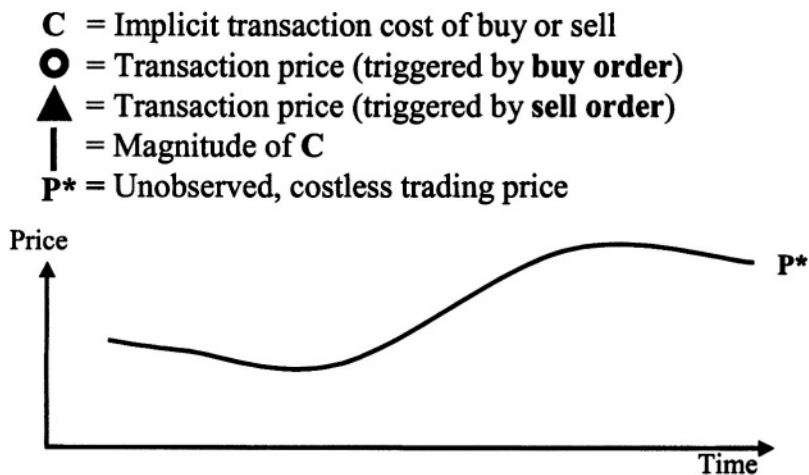 C = Implicit transaction cost of buy or sell
= Transaction price (triggered by buy order)
= Transaction price (triggered by sell order)
= Magnitude of C
P* = Unobserved, costless trading price
Price
P*
Time